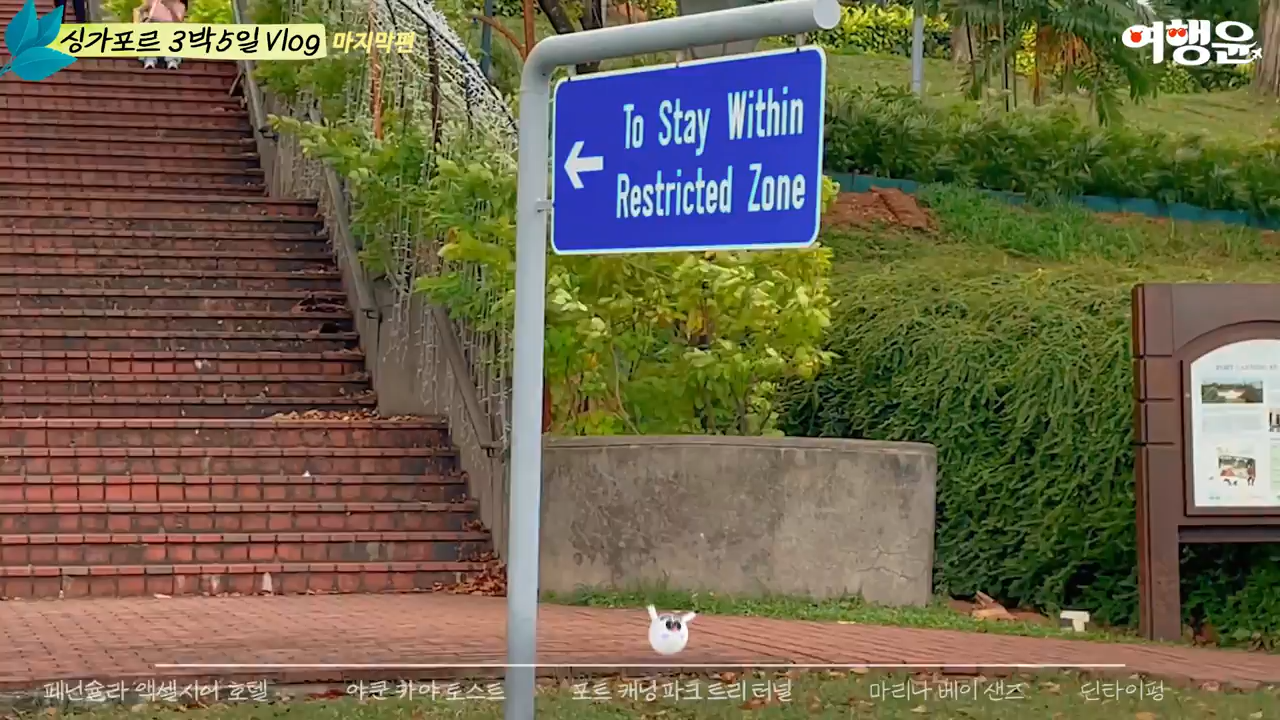 싱가포르 3박5일 Vlog 마지막편
여행윤
To Stay Within
Restricted Zone
페닌슐라 엑셀시어 호텔
야쿤 카야 토스트
포트 캐닝 파크 트리 터널
마리나 베이 샌즈
딘타이펑